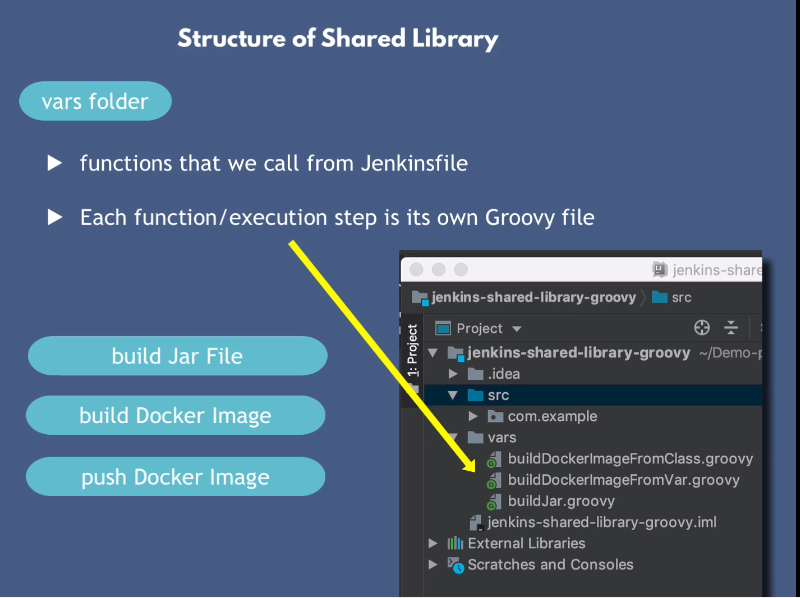 Structure of Shared Library
vars folder
functions that we call from Jenkinsfile
Each function/execution step is its own Groovy file
build Jar File
build Docker Image
push Docker Image
jenkins-share
jenkins-shared-library-groovy
src
1: Project
Project
jenkins-shared-library-groovy ~/Demo-p
.idea
src
com.example
vars
buildDockerImageFromClass.groovy
buildDockerImageFromVar.groovy
buildJar.groovy
jenkins-shared-library-groovy.iml
External Libraries
Scratches and Consoles